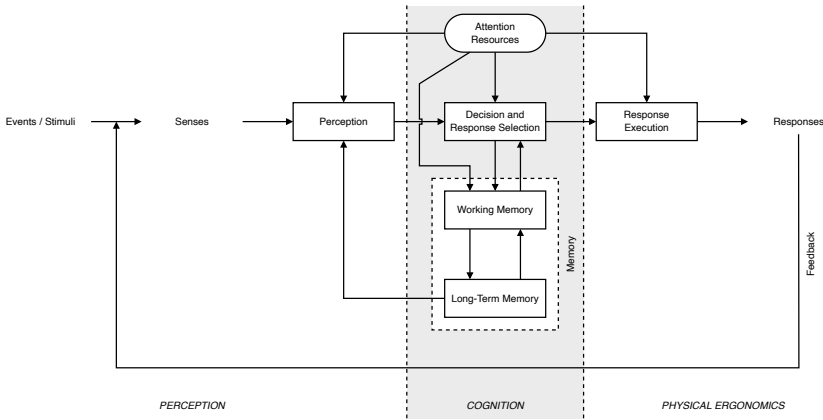 Attention
Resources
Events / Stimuli
Senses
Perception
Decision and
Response Selection
Response
Execution
Responses
Working Memory
Memory
Feedback
Long-Term Memory
PERCEPTION
COGNITION
PHYSICAL ERGONOMICS